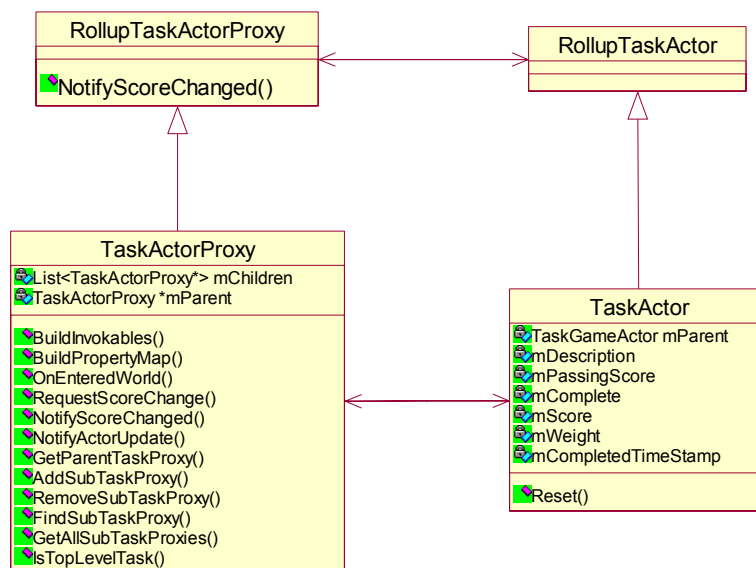 RollupTaskActorProxy
NotifyScoreChanged()
RollupTaskActor
TaskActorProxy
List<TaskActorProxy*> mChildren
TaskActorProxy *mParent
BuildInvokables()
BuildPropertyMap()
OnEnteredWorld()
RequestScoreChange()
NotifyScoreChanged()
NotifyActorUpdate()
GetParentTaskProxy()
AddSubTaskProxy()
RemoveSubTaskProxy()
FindSubTaskProxy()
GetAllSubTaskProxies()
IsTopLevelTask()
TaskActor
TaskGameActor mParent
mDescription
mPassingScore
mComplete
mScore
mWeight
mCompletedTimeStamp
Reset()